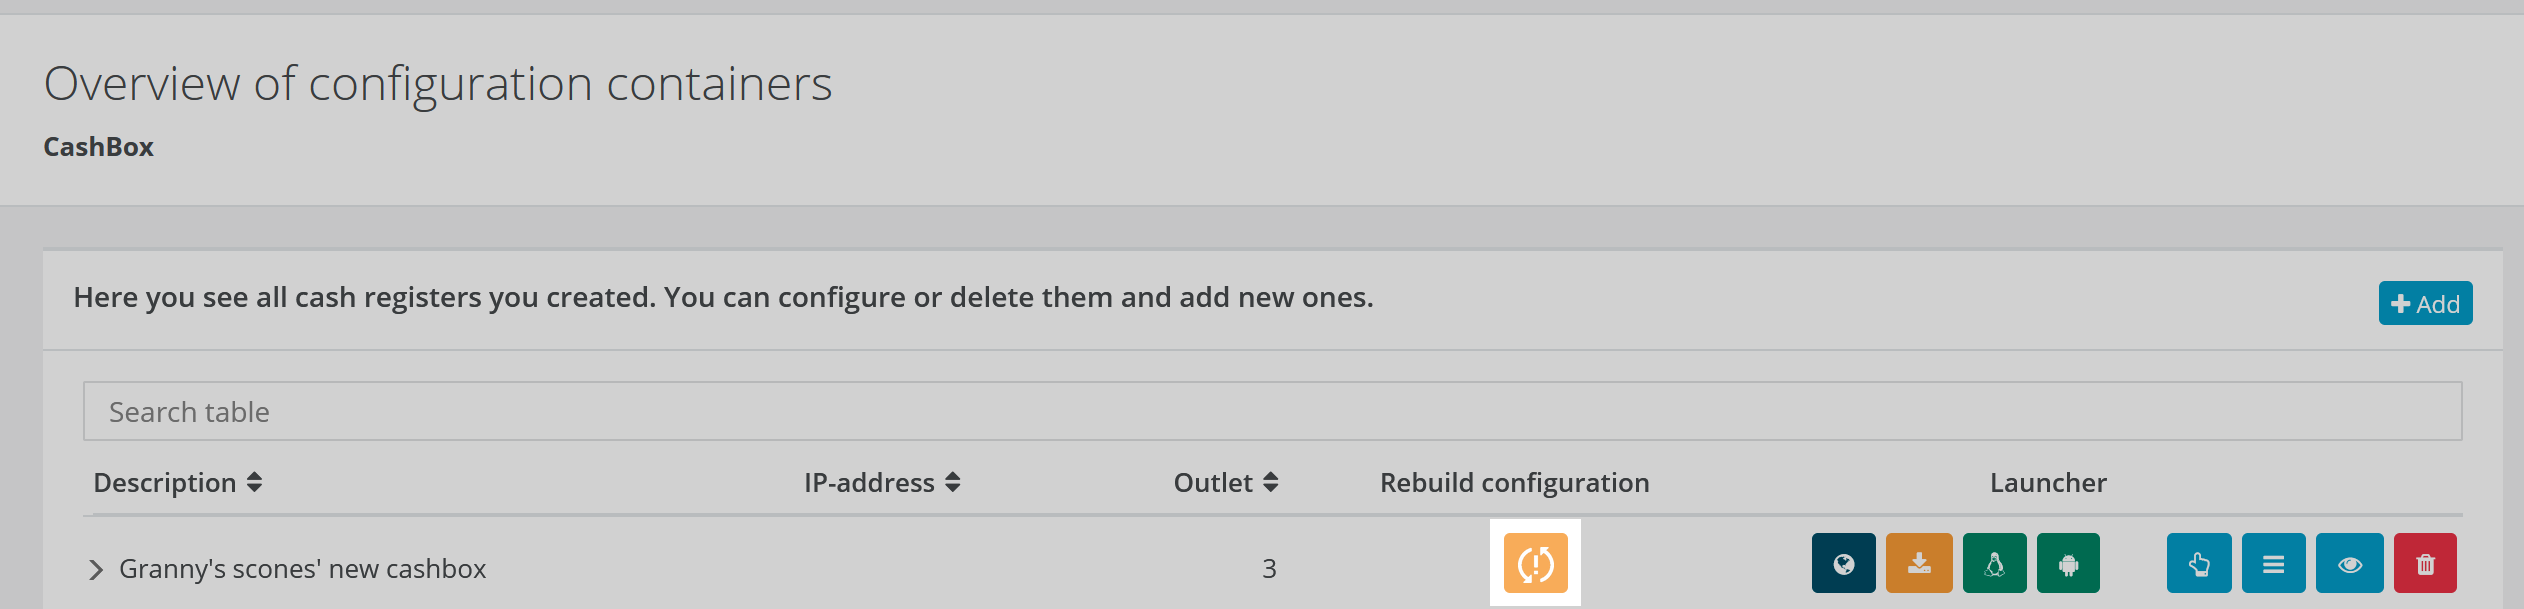 Overview of configuration containers
CashBox
Here you see all cash registers you created. You can configure or delete them and add new ones.
Add
Search table
Description IP-address Outlet Rebuild configuration Launcher
Granny's scones' new cashbox 3